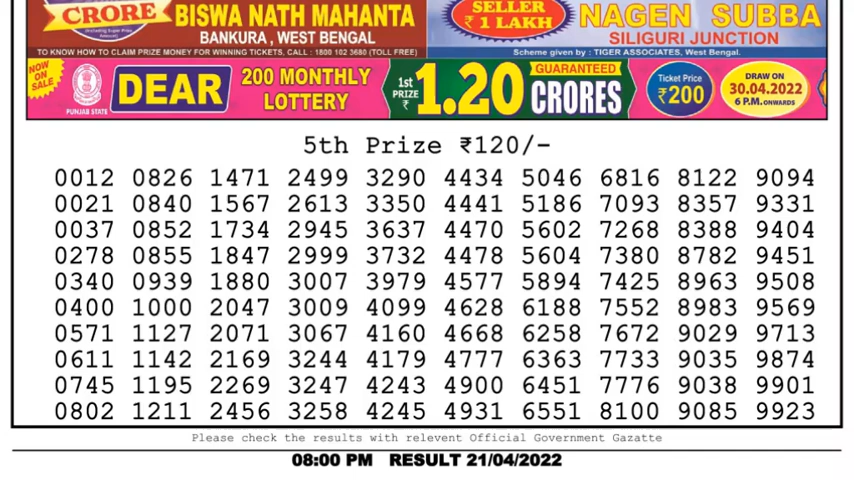 CRORE
BISWA NATH MAHANTA
BANKURA, WEST BENGAL
TO KNOW HOW TO CLAIM PRIZE MONEY FOR WINNING TICKETS, CALL : 1800 102 3680 (TOLL FREE)
SELLER
₹ 1 LAKH
NAGEN SUBBA
SILIGURI JUNCTION
Scheme given by : TIGER ASSOCIATES, West Bengal.
NOW ON SALE
PUNJAB STATE
DEAR
200 MONTHLY
LOTTERY
1st PRIZE ₹
1.20
GUARANTEED
CRORES
Ticket Price
₹200
DRAW ON
30.04.2022
6 P.M. ONWARDS
5th Prize ₹120/-
0012 0826 1471 2499 3290 4434 5046 6816 8122 9094
0021 0840 1567 2613 3350 4441 5186 7093 8357 9331
0037 0852 1734 2945 3637 4470 5602 7268 8388 9404
0278 0855 1847 2999 3732 4478 5604 7380 8782 9451
0340 0939 1880 3007 3979 4577 5894 7425 8963 9508
0400 1000 2047 3009 4099 4628 6188 7552 8983 9569
0571 1127 2071 3067 4160 4668 6258 7672 9029 9713
0611 1142 2169 3244 4179 4777 6363 7733 9035 9874
0745 1195 2269 3247 4243 4900 6451 7776 9038 9901
0802 1211 2456 3258 4245 4931 6551 8100 9085 9923
Please check the results with relevent Official Government Gazatte
08:00 PM RESULT 21/04/2022